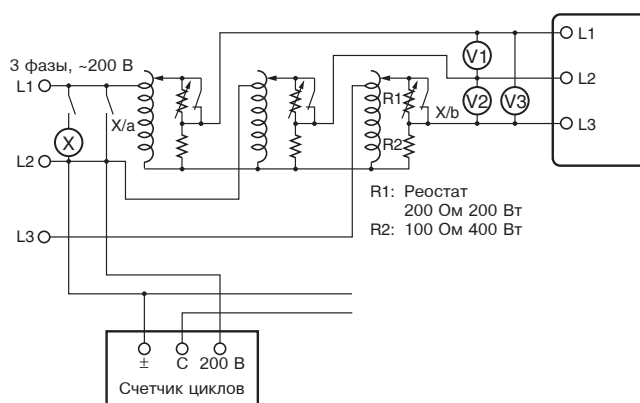 3 фазы, ~200 В
L1
X/a
X
L2
L3
R1
R2
X/b
V1
V2
V3
L1
L2
L3
R1: Реостат
200 Ом 200 Вт
R2: 100 Ом 400 Вт
± C 200 В
Счетчик циклов